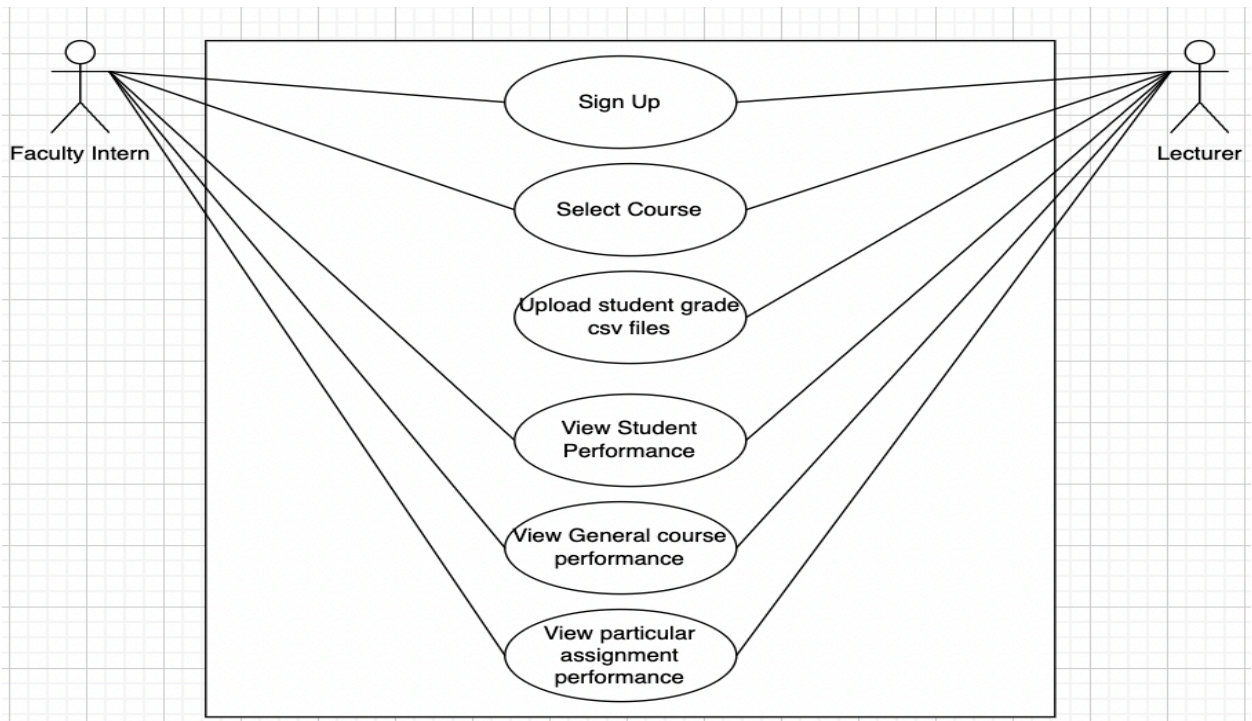 Sign Up
Faculty Intern
Lecturer
Select Course
Upload student grade
csv files
View Student
Performance
View General course
performance
View particular
assignment
performance